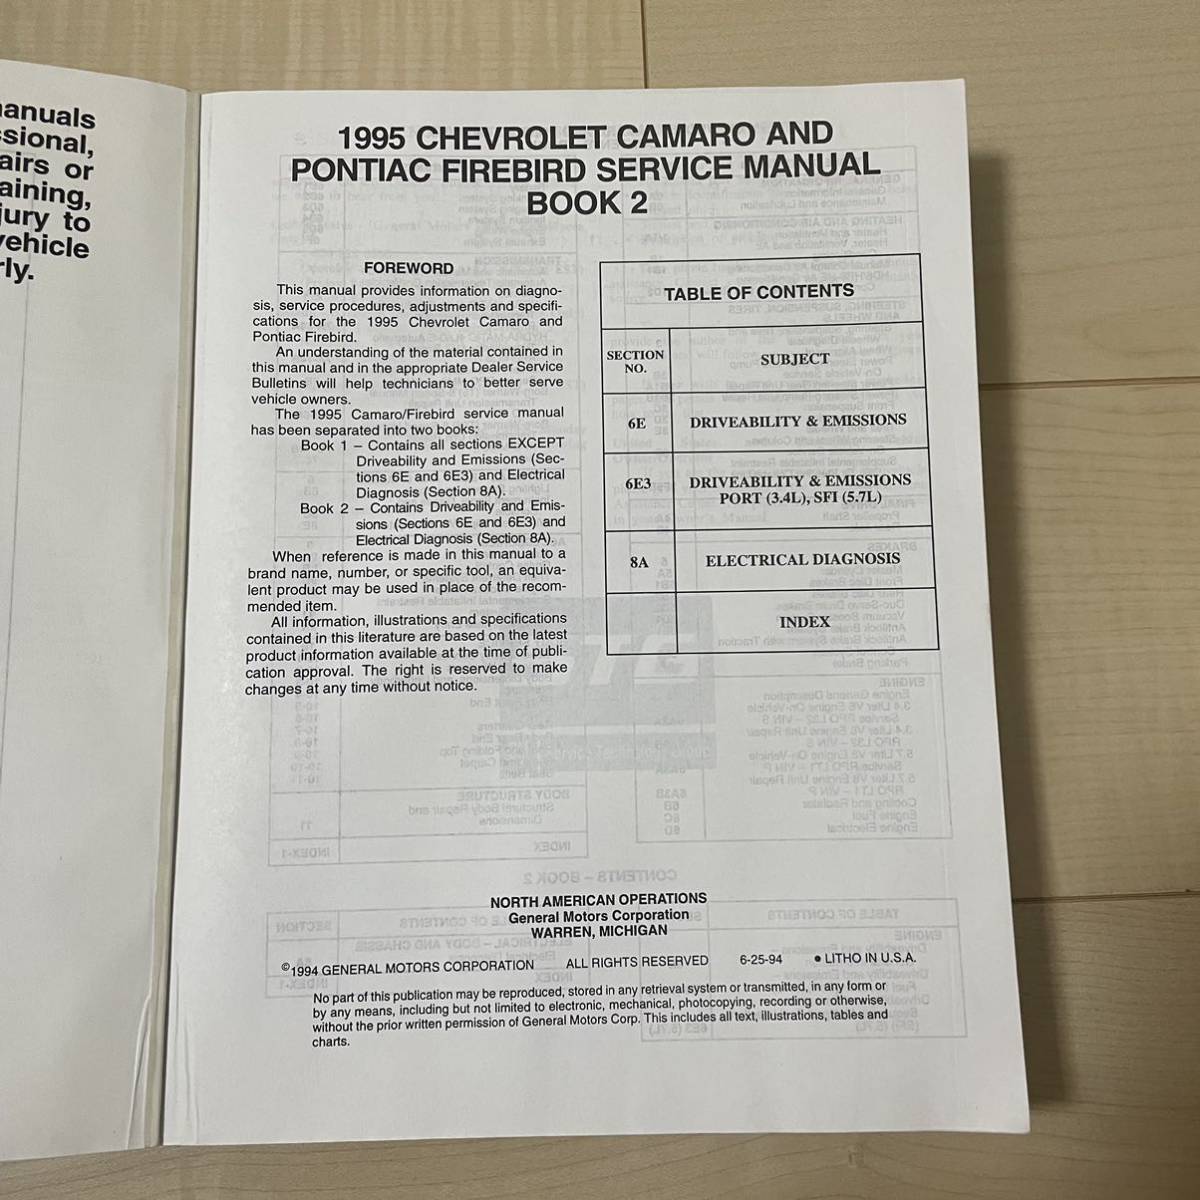 anuals
ssional,
airs or
aining,
jury to
vehicle
rly.
1995 CHEVROLET CAMARO AND
PONTIAC FIREBIRD SERVICE MANUAL
BOOK 2
FOREWORD
This manual provides information on diagno-
sis, service procedures, adjustments and specifi-
cations for the 1995 Chevrolet Camaro and
Pontiac Firebird.
An understanding of the material contained in
this manual and in the appropriate Dealer Service
Bulletins will help technicians to better serve
vehicle owners.
The 1995 Camaro/Firebird service manual
has been separated into two books:
Book 1 – Contains all sections EXCEPT
Driveability and Emissions (Sec-
tions 6E and 6E3) and Electrical
Diagnosis (Section 8A).
Book 2 – Contains Driveability and Emis-
sions (Sections 6E and 6E3) and
Electrical Diagnosis (Section 8A).
When reference is made in this manual to a
brand name, number, or specific tool, an equiva-
lent product may be used in place of the recom-
mended item.
All information, illustrations and specifications
contained in this literature are based on the latest
product information available at the time of publi-
cation approval. The right is reserved to make
changes at any time without notice.
TABLE OF CONTENTS
SECTION NO. SUBJECT
6E DRIVEABILITY & EMISSIONS
6E3 DRIVEABILITY & EMISSIONS
PORT (3.4L), SFI (5.7L)
8A ELECTRICAL DIAGNOSIS
INDEX
NORTH AMERICAN OPERATIONS
General Motors Corporation
WARREN, MICHIGAN
©1994 GENERAL MOTORS CORPORATION ALL RIGHTS RESERVED 6-25-94 • LITHO IN U.S.A.
No part of this publication may be reproduced, stored in any retrieval system or transmitted, in any form or
by any means, including but not limited to electronic, mechanical, photocopying, recording or otherwise,
without the prior written permission of General Motors Corp. This includes all text, illustrations, tables and
charts.